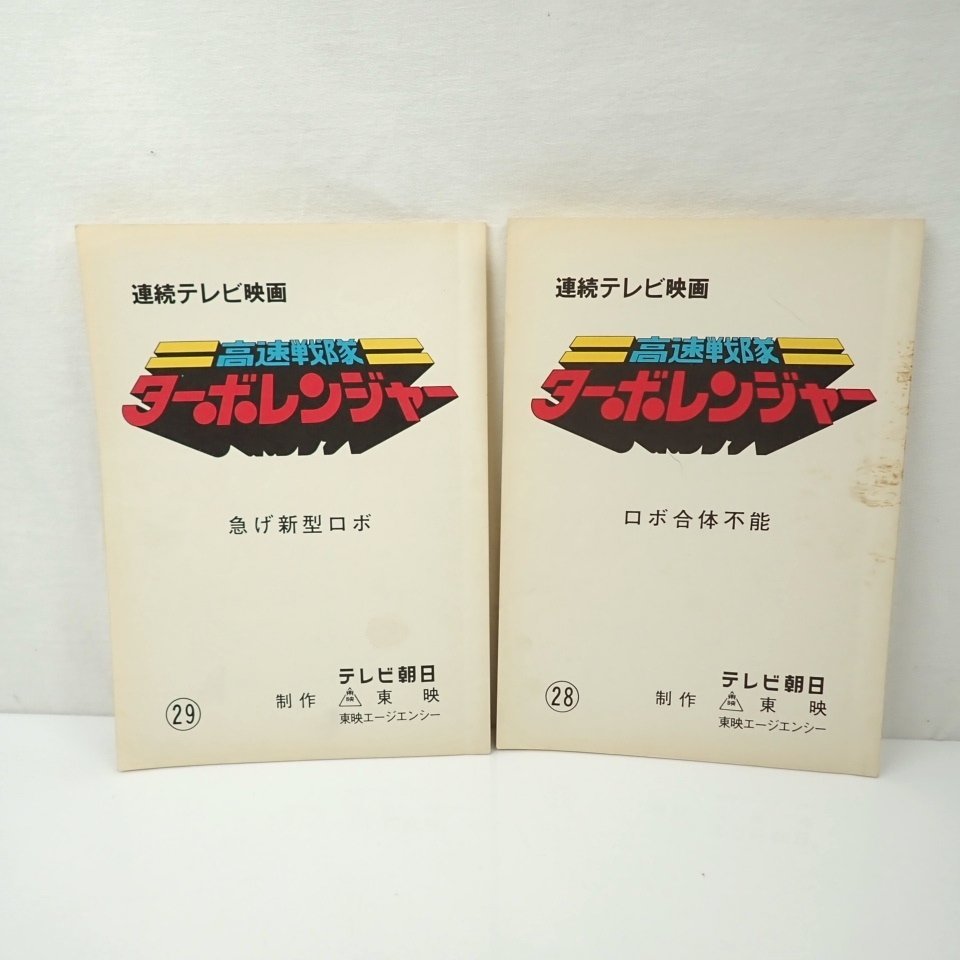 連続テレビ映画
高速戦隊
ターボレンジャー
急げ新型ロボ
テレビ朝日
制作 東映 東映
東映エージエンシー
29
連続テレビ映画
高速戦隊
ターボレンジャー
ロボ合体不能
テレビ朝日
制作 東映 東映
東映エージエンシー
28